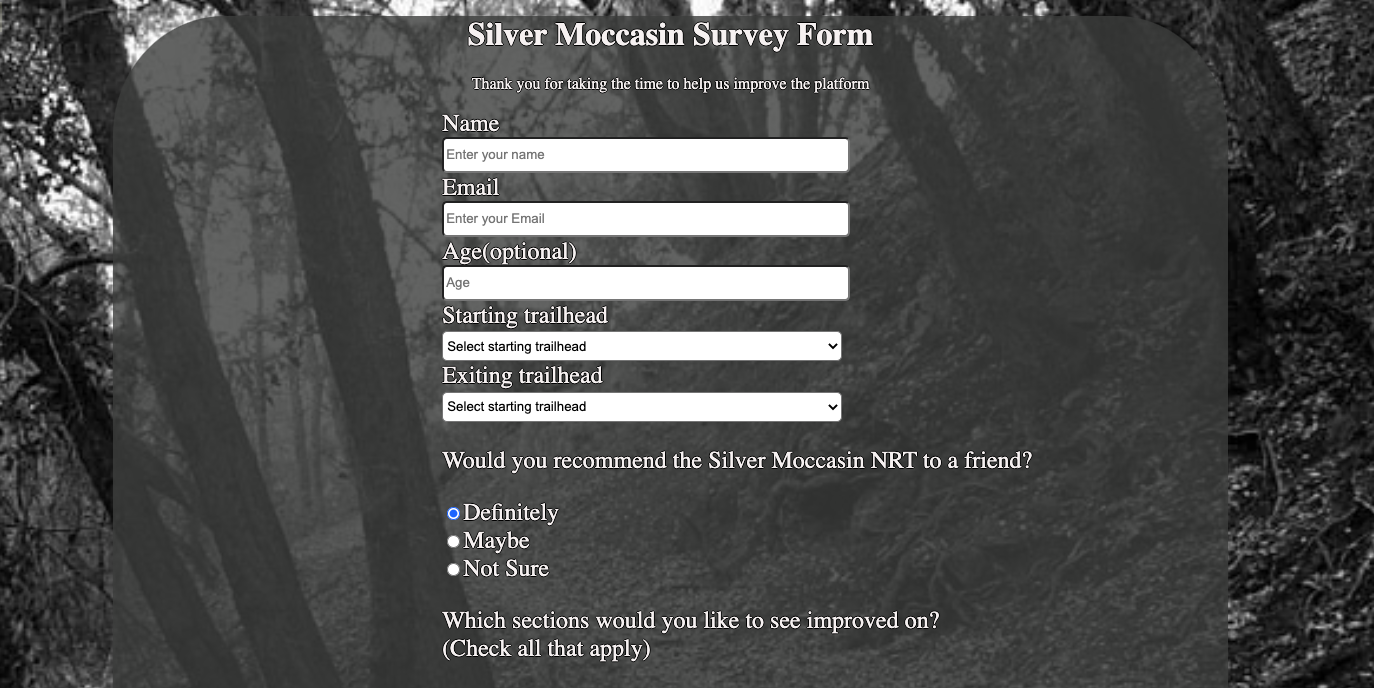 Silver Moccasin Survey Form
Thank you for taking the time to help us improve the platform
Name
Enter your name
Email
Enter your Email
Age(optional)
Age
Starting trailhead
Select starting trailhead
Exiting trailhead
Select starting trailhead
Would you recommend the Silver Moccasin NRT to a friend?
Definitely
Maybe
Not Sure
Which sections would you like to see improved on?
(Check all that apply)